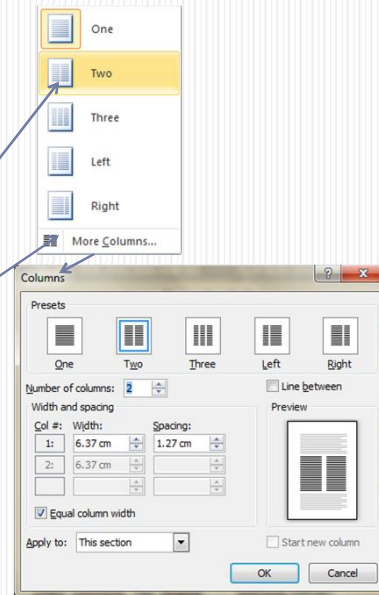 One
Two
Three
Left
Right
More Columns...
Columns
Presets
One Two Three Left Right
Number of columns: 2 Line between
Width and spacing Preview
Col #: Width: Spacing:
1: 6.37 cm 1.27 cm
2: 6.37 cm
Equal column width
Apply to: This section Start new column
OK Cancel